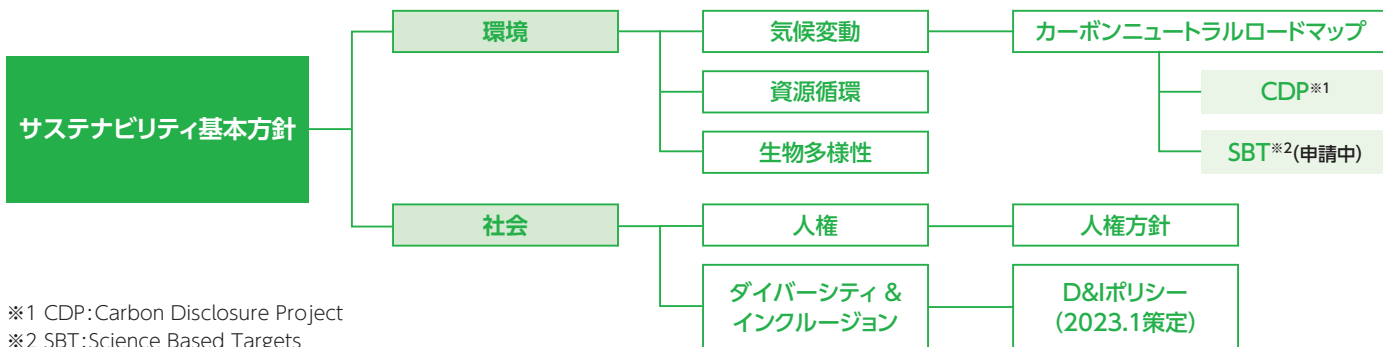 サステナビリティ基本方針
環境
気候変動
カーボンニュートラルロードマップ
CDP※1
SBT※2(申請中)
資源循環
生物多様性
社会
人権
人権方針
ダイバーシティ &
インクルージョン
D&Iポリシー
(2023.1策定)
※1 CDP:Carbon Disclosure Project
※2 SBT:Science Based Targets